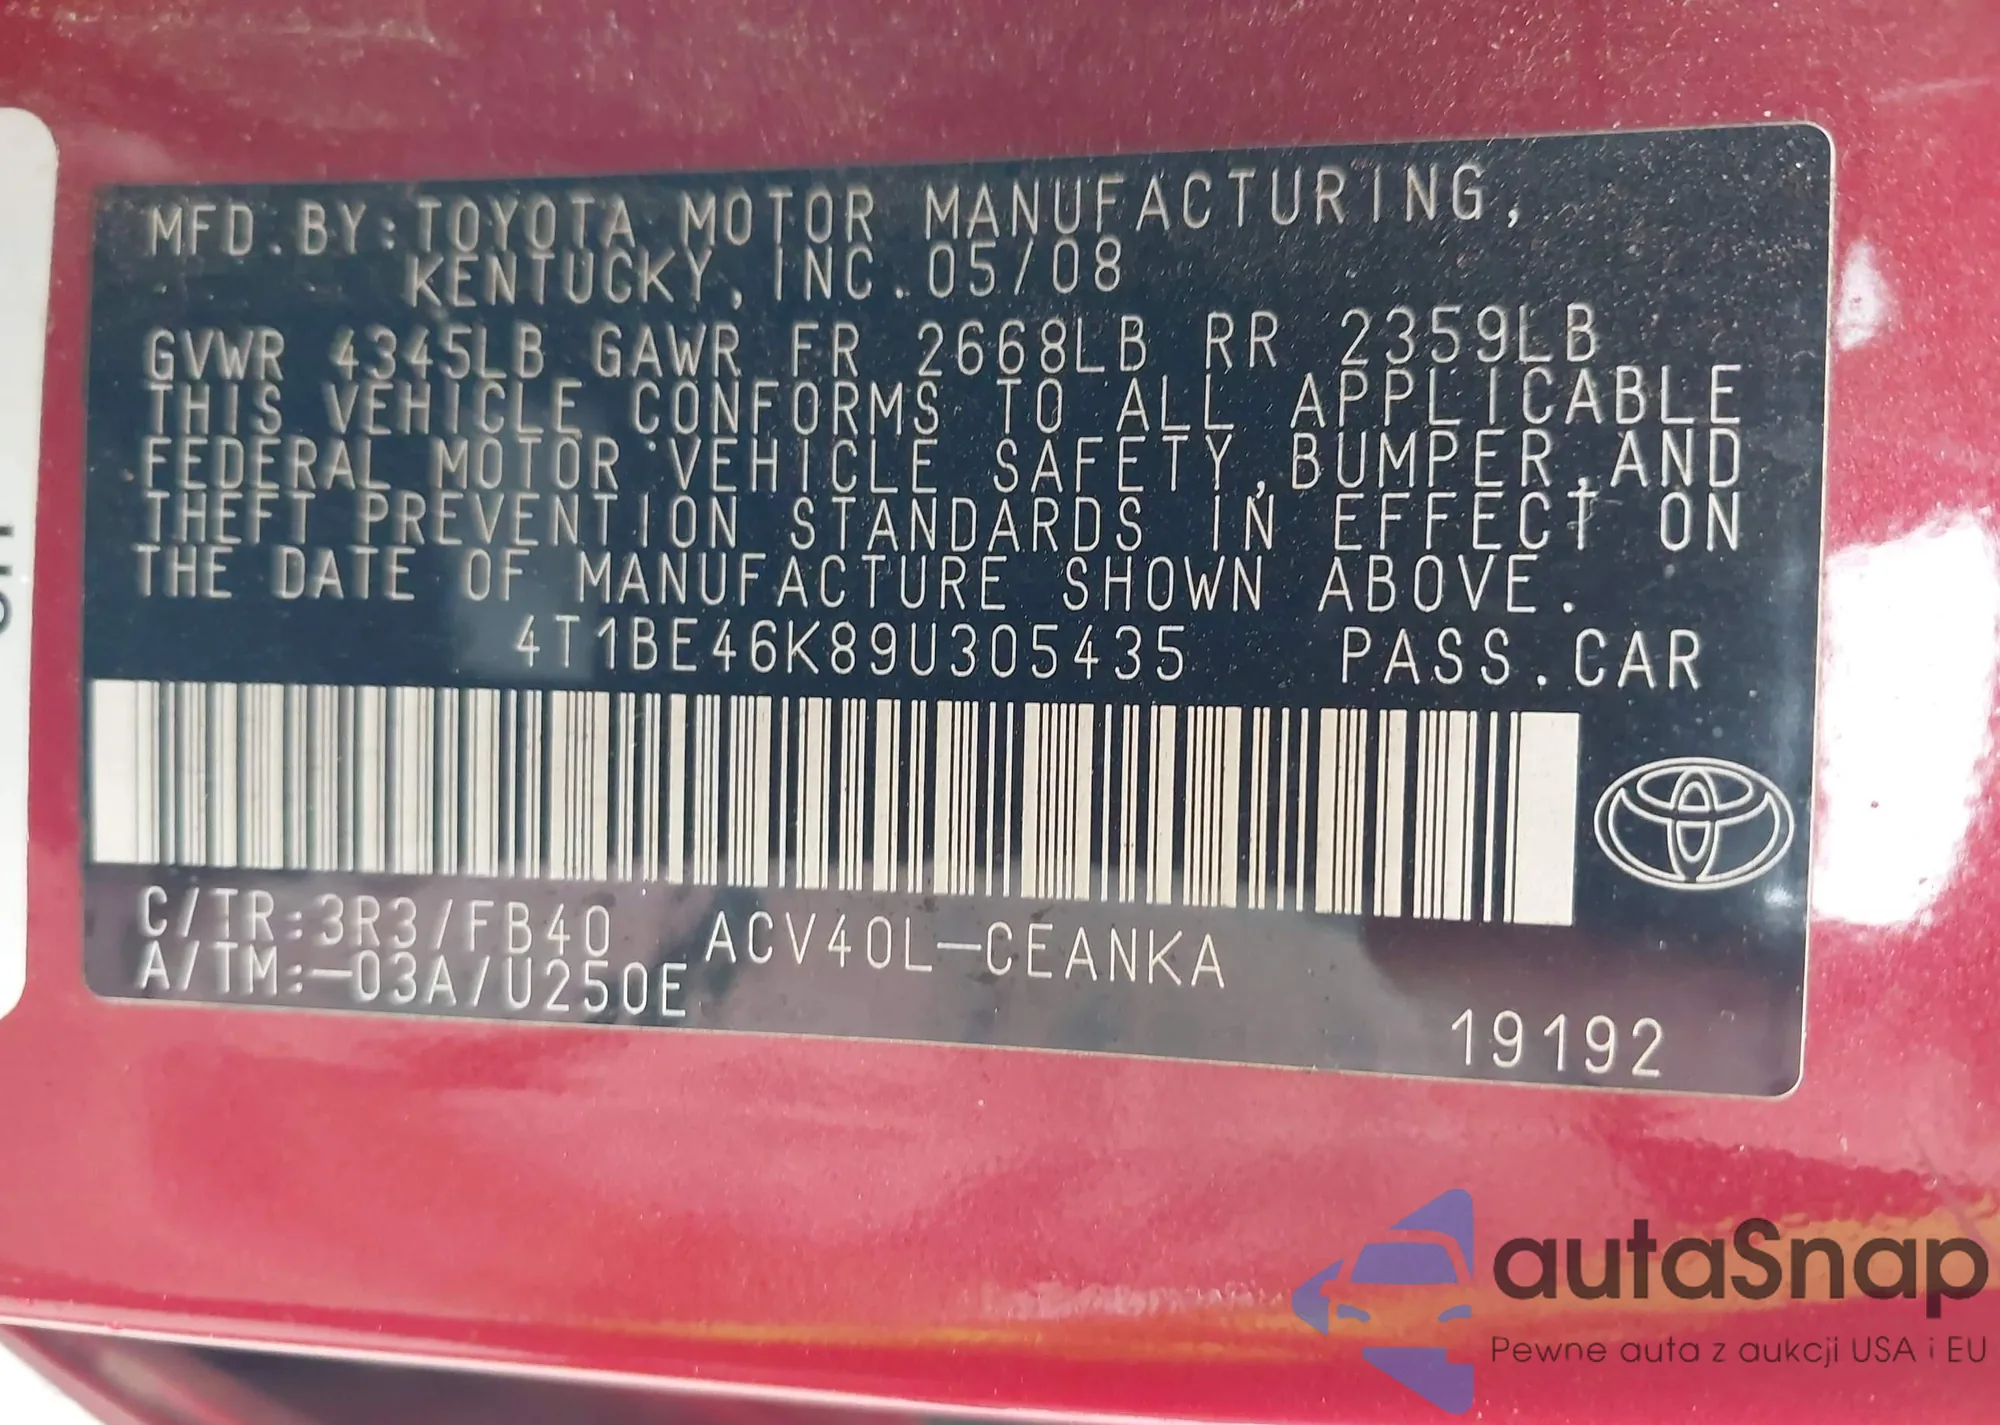 MFD.BY:TOYOTA MOTOR MANUFACTURING,
KENTUCKY, INC. 05/08
GVWR 4345LB GAWR FR 2668LB RR 2359LB
THIS VEHICLE CONFORMS TO ALL APPLICABLE
FEDERAL MOTOR VEHICLE SAFETY,BUMPER,AND
THEFT PREVENTION STANDARDS IN EFFECT ON
THE DATE OF MANUFACTURE SHOWN ABOVE.
4T1BE46K89U305435 PASS.CAR
C/TR:3R3/FB40 ACV40L-CEANKA
A/TM:-03A/U250E
19192
autaSnap
Pewne auta z aukcji USA i EU